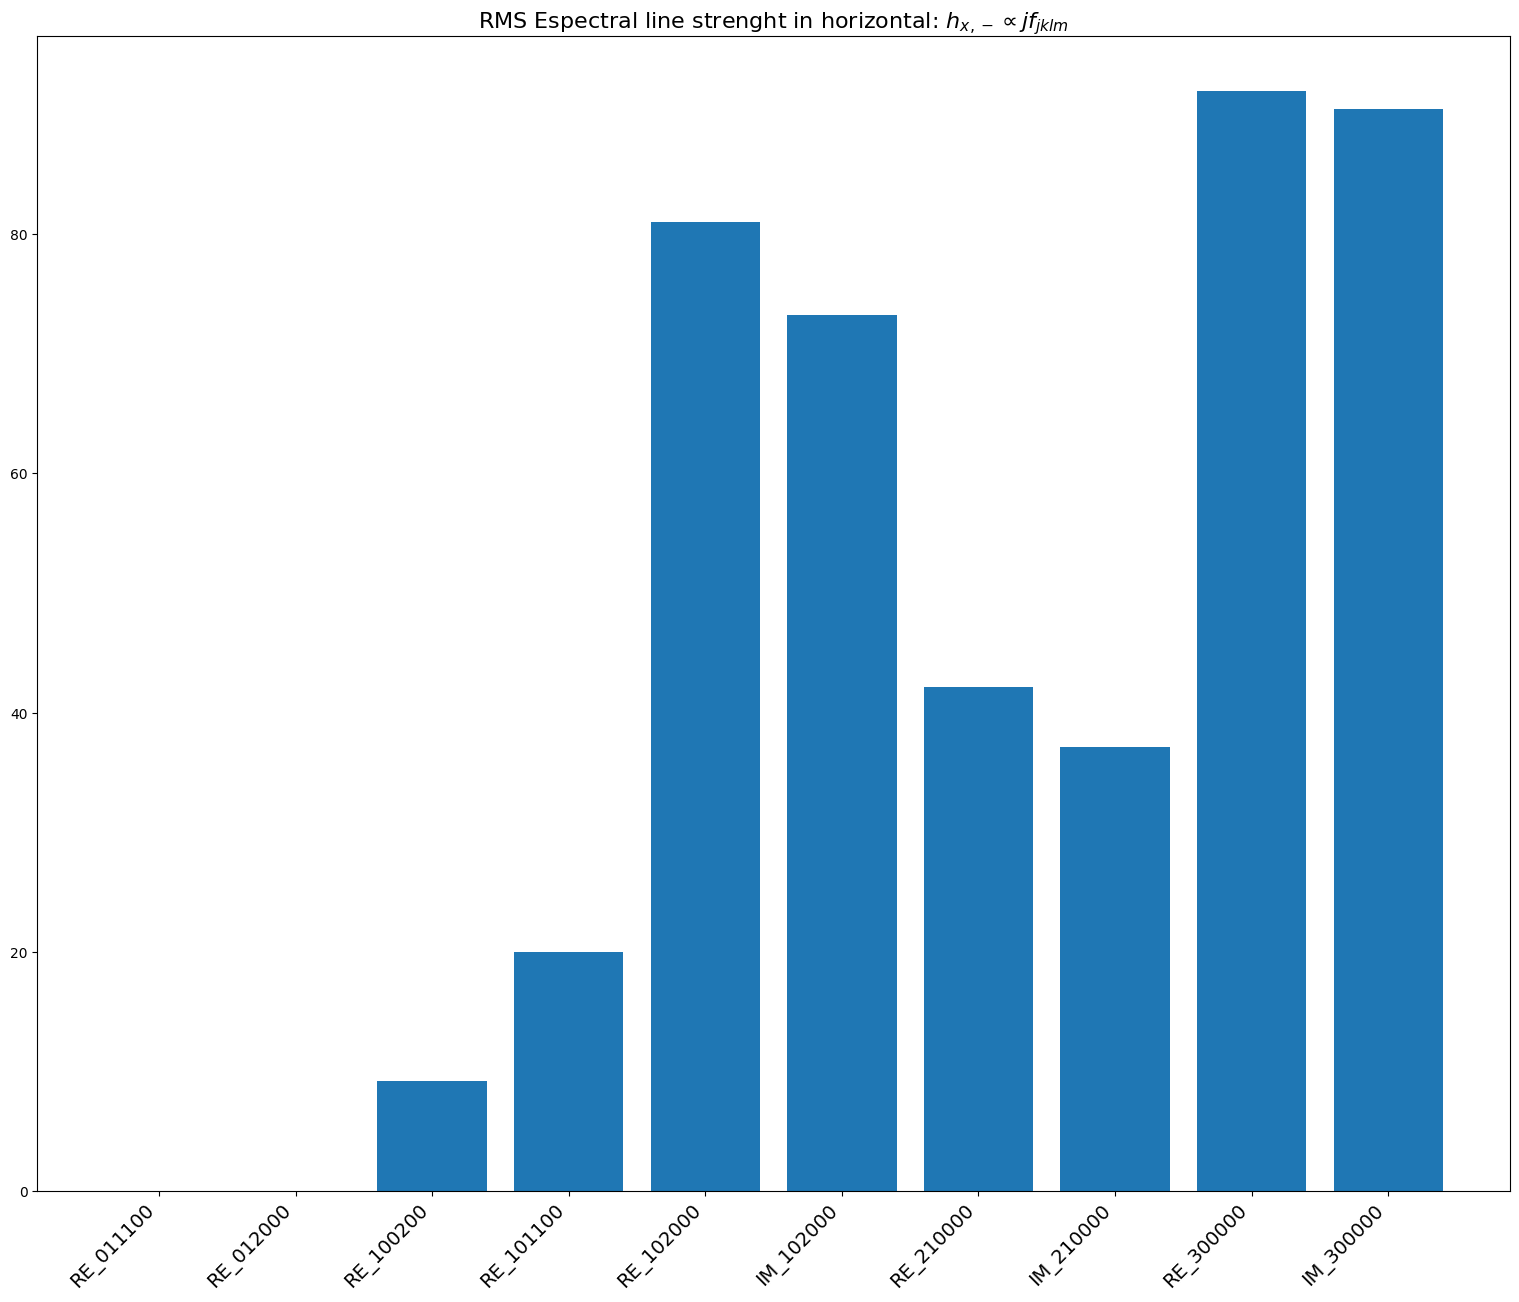 RMS Espectral line strenght in horizontal: $h_{x,-} \propto jf_{jklm}$
80
60
40
20
0
RE_011100
RE_012000
RE_100200
RE_101100
RE_102000
IM_102000
RE_210000
IM_210000
RE_300000
IM_300000